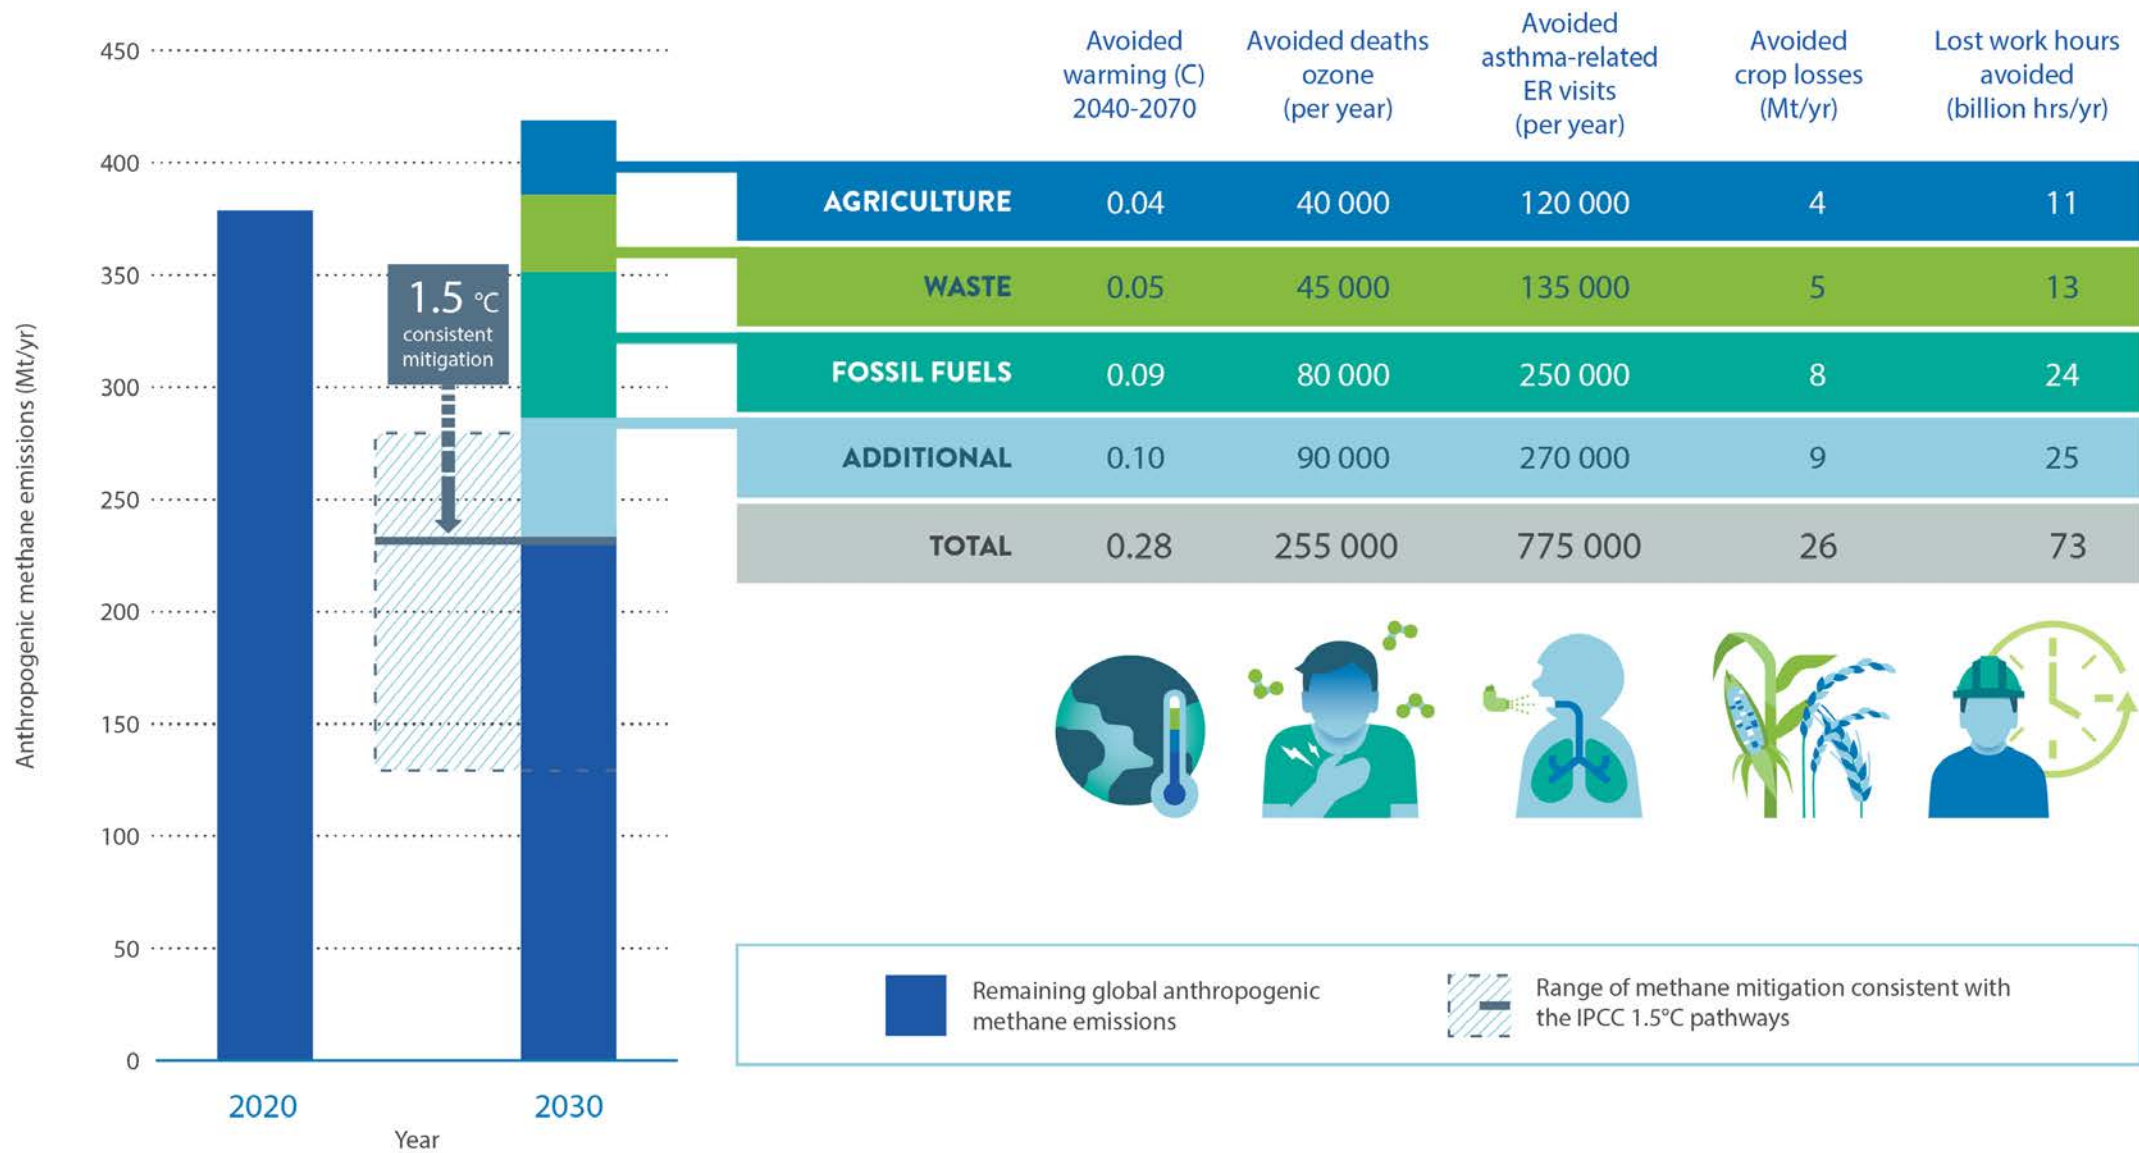 Anthropogenic methane emissions (Mt/yr)
450
400
350
300
250
200
150
100
50
0
2020
2030
Year
1.5 °C
consistent
mitigation
Avoided
warming (C)
2040-2070
Avoided deaths
ozone
(per year)
Avoided
asthma-related
ER visits
(per year)
Avoided
crop losses
(Mt/yr)
Lost work hours
avoided
(billion hrs/yr)
AGRICULTURE 0.04 40 000 120 000 4 11
WASTE 0.05 45 000 135 000 5 13
FOSSIL FUELS 0.09 80 000 250 000 8 24
ADDITIONAL 0.10 90 000 270 000 9 25
TOTAL 0.28 255 000 775 000 26 73
Remaining global anthropogenic
methane emissions
Range of methane mitigation consistent with
the IPCC 1.5°C pathways